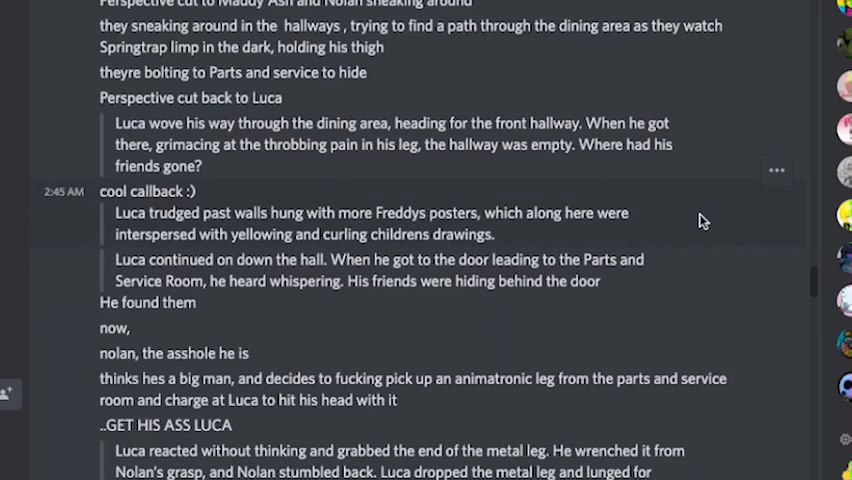 Perspective cut to Maddy Ash and Nolan sneaking around
they sneaking around in the hallways , trying to find a path through the dining area as they watch
Springtrap limp in the dark, holding his thigh
theyre bolting to Parts and service to hide
Perspective cut back to Luca
Luca wove his way through the dining area, heading for the front hallway. When he got
there, grimacing at the throbbing pain in his leg, the hallway was empty. Where had his
friends gone?
2:45 AM cool callback :)
Luca trudged past walls hung with more Freddys posters, which along here were
interspersed with yellowing and curling childrens drawings.
Luca continued on down the hall. When he got to the door leading to the Parts and
Service Room, he heard whispering. His friends were hiding behind the door
He found them
now,
nolan, the asshole he is
thinks hes a big man, and decides to fucking pick up an animatronic leg from the parts and service
room and charge at Luca to hit his head with it
..GET HIS ASS LUCA
Luca reacted without thinking and grabbed the end of the metal leg. He wrenched it from
Nolan's grasp, and Nolan stumbled back. Luca dropped the metal leg and lunged for